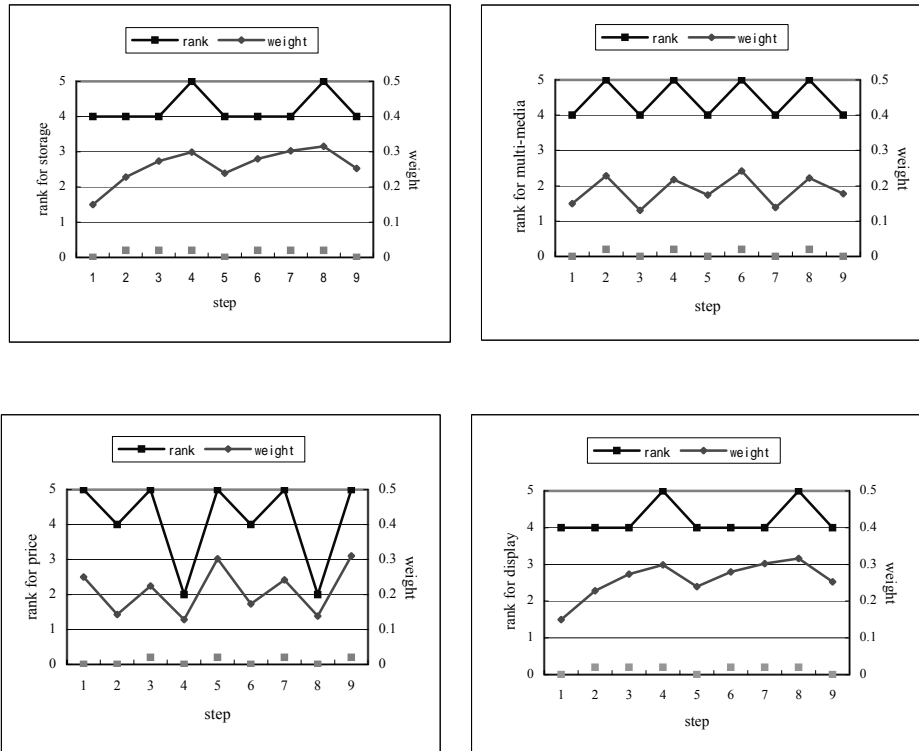 rank weight
5 0.5
4 0.4
3 0.3
2 0.2
1 0.1
0 0
1 2 3 4 5 6 7 8 9
step
rank for storage
weight
rank weight
5 0.5
4 0.4
3 0.3
2 0.2
1 0.1
0 0
1 2 3 4 5 6 7 8 9
step
rank for multi-media
weight
rank weight
5 0.5
4 0.4
3 0.3
2 0.2
1 0.1
0 0
1 2 3 4 5 6 7 8 9
step
rank for price
weight
rank weight
5 0.5
4 0.4
3 0.3
2 0.2
1 0.1
0 0
1 2 3 4 5 6 7 8 9
step
rank for display
weight